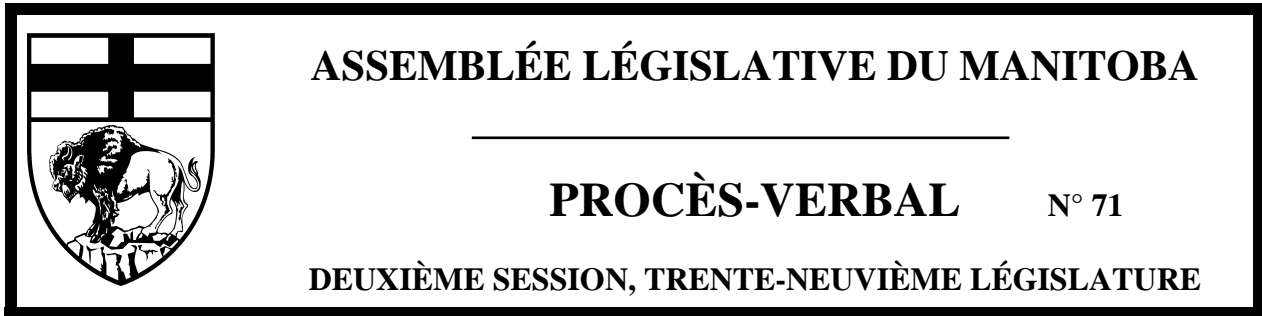 ASSEMBLÉE LÉGISLATIVE DU MANITOBA
PROCÈS-VERBAL N° 71
DEUXIÈME SESSION, TRENTE-NEUVIÈME LÉGISLATURE